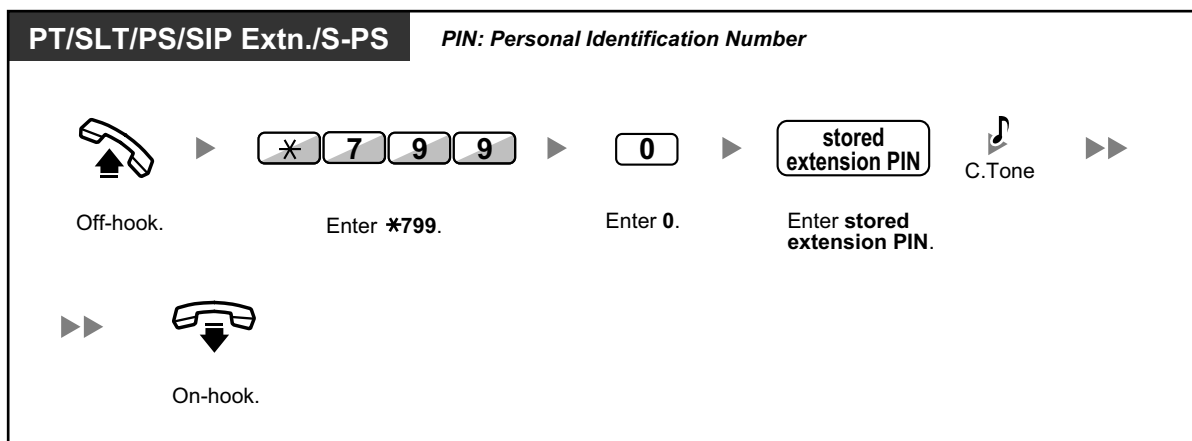 PT/SLT/PS/SIP Extn./S-PS
PIN: Personal Identification Number
* 7 9 9
0
stored
extension PIN
C.Tone
Off-hook.
Enter *799.
Enter 0.
Enter stored
extension PIN.
On-hook.